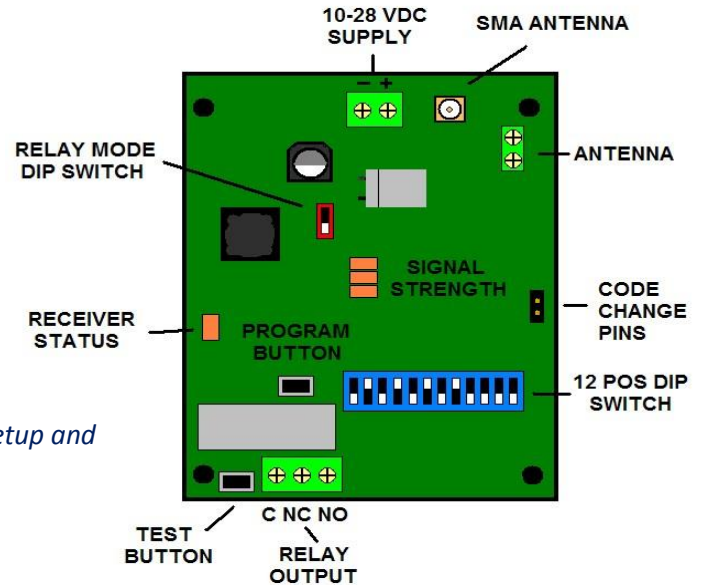 10-28 VDC
SUPPLY
SMA ANTENNA
- +
RELAY MODE
DIP SWITCH
ANTENNA
SIGNAL
STRENGTH
CODE
CHANGE
PINS
RECEIVER
STATUS
PROGRAM
BUTTON
12 POS DIP
SWITCH
etup and
C NC NO
TEST
BUTTON
RELAY
OUTPUT